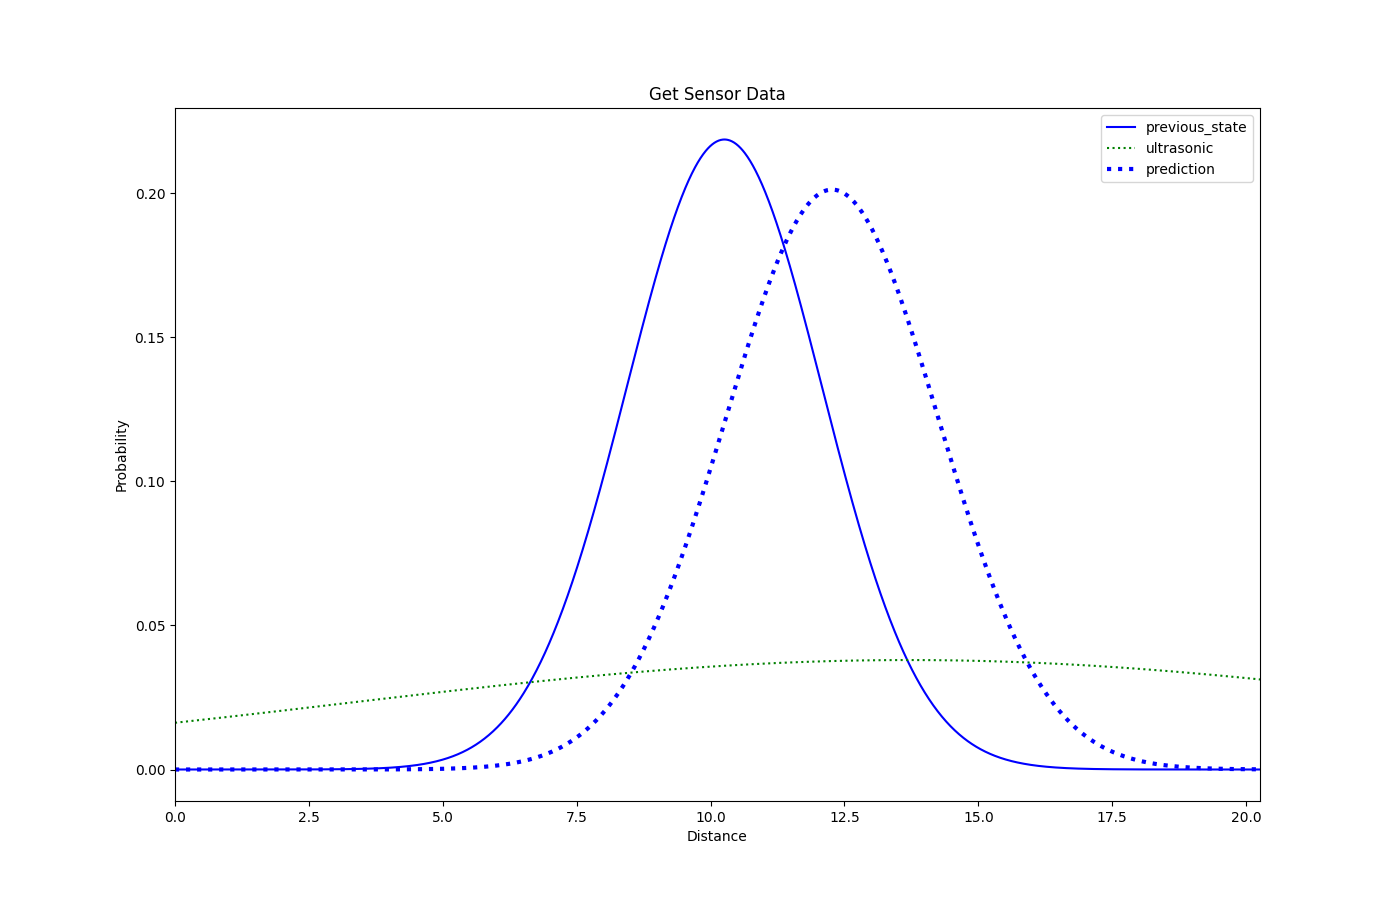 Get Sensor Data
previous_state
ultrasonic
prediction
Probability
0.20
0.15
0.10
0.05
0.00
0.0 2.5 5.0 7.5 10.0 12.5 15.0 17.5 20.0
Distance